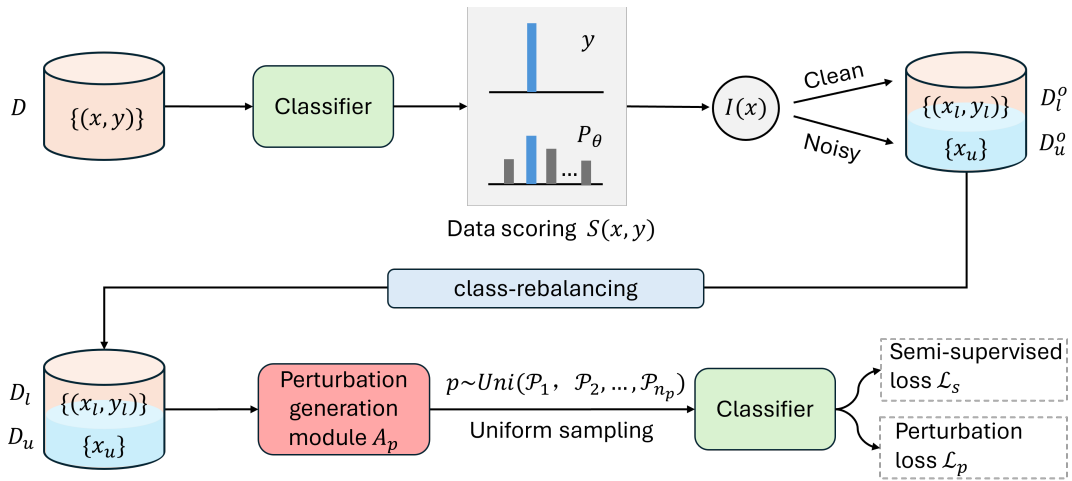 D
{(x, y)}
Classifier
y
P_θ
...
Data scoring S(x, y)
I(x)
Clean
Noisy
{(x_l, y_l)}
{x_u}
D_l^o
D_u^o
class-rebalancing
D_l
D_u
{(x_l, y_l)}
{x_u}
Perturbation
generation
module A_p
p~Uni(𝒫_1, 𝒫_2, …, 𝒫_{n_p})
Uniform sampling
Classifier
Semi-supervised
loss ℒ_s
Perturbation
loss ℒ_p